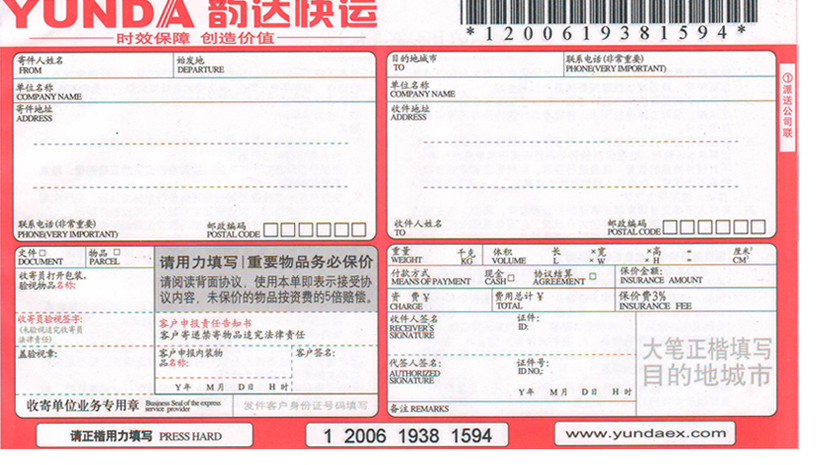 YUNDA 韵达快运
时效保障 创造价值
*1200619381594*
寄件人姓名 始发地
FROM DEPARTURE
单位名称
COMPANY NAME
寄件地址
ADDRESS
联系电话(非常重要) 邮政编码
PHONE(VERY IMPORTANT) POSTAL CODE
目的地城市 联系电话(非常重要)
TO PHONE(VERY IMPORTANT)
单位名称
COMPANY NAME
收件地址
ADDRESS
收件人姓名 邮政编码
TO POSTAL CODE
①派送公司联
文件□ 物品□
DOCUMENT PARCEL
收寄员打开包装,
验视物品名称:
收寄员验视签字:
(未验视追究收寄员
法律责任)
盖验视章:
请用力填写|重要物品务必保价
请阅读背面协议，使用本单即表示接受协
议内容，未保价的物品按资费的5倍赔偿。
客户申报责任告知书
客户寄递禁寄物品追究法律责任
客户申报内装物 客户签名:
品名称:
Y年 M月 D日 H时
收寄单位业务专用章 Business Seal of the express
service provider
发件客户身份证号码填写
重量 千克 体积 长 ×宽 ×高 = 厘米³
WEIGHT KG VOLUME L ×W ×H = CM³
付款方式 现金 协议结算 保价金额:
MEANS OF PAYMENT CASH□ AGREEMENT□ INSURANCE AMOUNT
资 费 ¥ 费用总计 ¥ 保价费3%
CHARGE TOTAL INSURANCE FEE
收件人签名 证件:
RECEIVER'S ID:
SIGNATURE
代签人签名: 证件号:
AUTHORIZED ID NO,:
SIGNATURE
Y年 M月 D日 H时
备注 REMARKS
大笔正楷填写
目的地城市
请正楷用力填写 PRESS HARD
1 2006 1938 1594
www.yundaex.com